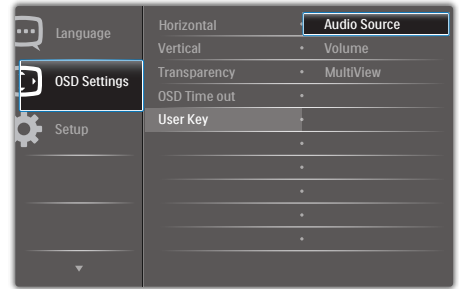 Language
OSD Settings
Setup
Horizontal
Vertical
Transparency
OSD Time out
User Key
Audio Source
Volume
MultiView